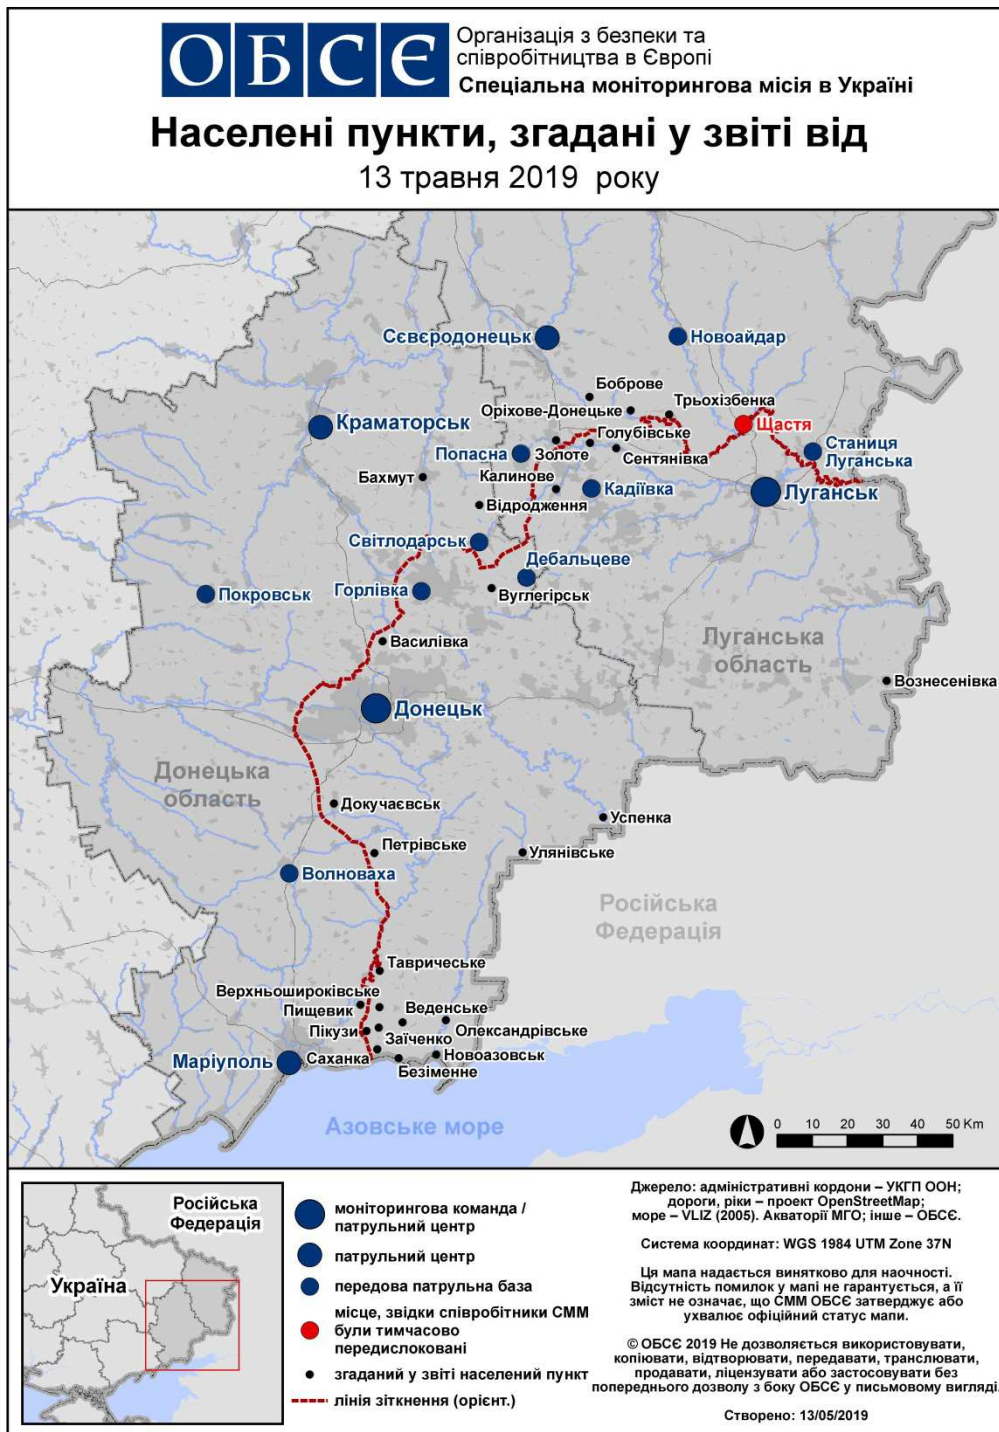 ОБСЄ
Організація з безпеки та
співробітництва в Європі
Спеціальна моніторингова місія в Україні
Населені пункти, згадані у звіті від
13 травня 2019 року
Сєвєродонецьк
Новоайдар
Боброве
Трьохізбенка
Оріхове-Донецьке
Щастя
Краматорськ
Голубівське
Станиця
Луганська
Попасна
Золоте
Сентянівка
Бахмут
Калинове
Кадіївка
Луганськ
Відродження
Світлодарськ
Дебальцеве
Покровськ
Горлівка
Вуглегірськ
Василівка
Луганська
область
Вознесенівка
Донецьк
Донецька
область
Докучаєвськ
Успенка
Петрівське
Улянівське
Волноваха
Російська
Федерація
Тавричеське
Верхньошироківське
Пищевик
Веденське
Пікузи
Заїченко
Олександрівське
Маріуполь
Саханка
Новоазовськ
Безіменне
Азовське море
0 10 20 30 40 50 Km
Російська
Федерація
Україна
моніторингова команда /
патрульний центр
патрульний центр
передова патрульна база
місце, звідки співробітники СММ
були тимчасово
передислоковані
згаданий у звіті населений пункт
лінія зіткнення (орієнт.)
Джерело: адміністративні кордони – УКГП ООН;
дороги, ріки – проект OpenStreetMap;
море – VLIZ (2005). Акваторії МГО; інше – ОБСЄ.
Система координат: WGS 1984 UTM Zone 37N
Ця мапа надається винятково для наочності.
Відсутність помилок у мапі не гарантується, а її
зміст не означає, що СММ ОБСЄ затверджує або
ухвалює офіційний статус мапи.
© ОБСЄ 2019 Не дозволяється використовувати,
копіювати, відтворювати, передавати, транслювати,
продавати, ліцензувати або застосовувати без
попереднього дозволу з боку ОБСЄ у письмовому вигляді.
Створено: 13/05/2019